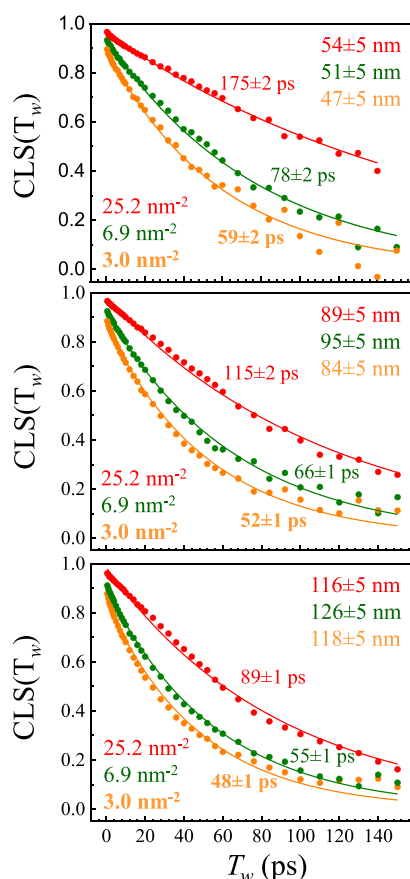 1.0
54±5 nm
51±5 nm
0.8
175±2 ps
47±5 nm
0.6
CLS(T_w)
0.4
78±2 ps
25.2 nm⁻²
0.2
6.9 nm⁻²
59±2 ps
3.0 nm⁻²
0.0
1.0
89±5 nm
95±5 nm
0.8
84±5 nm
115±2 ps
0.6
CLS(T_w)
0.4
66±1 ps
25.2 nm⁻²
0.2
6.9 nm⁻²
52±1 ps
3.0 nm⁻²
0.0
1.0
116±5 nm
126±5 nm
0.8
118±5 nm
0.6
89±1 ps
CLS(T_w)
0.4
25.2 nm⁻²
55±1 ps
0.2
6.9 nm⁻²
48±1 ps
3.0 nm⁻²
0.0
0 20 40 60 80 100 120 140
T_w (ps)